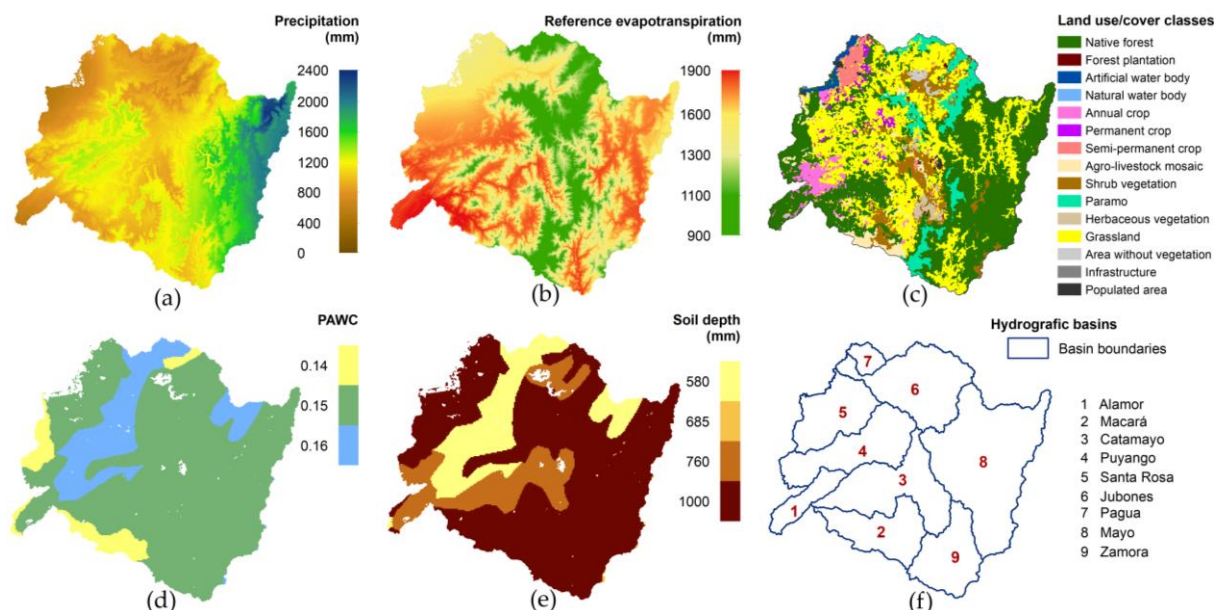 Precipitation
(mm)
2400
2000
1600
1200
800
400
0
(a)
Reference evapotranspiration
(mm)
1900
1600
1300
1100
900
(b)
Land use/cover classes
Native forest
Forest plantation
Artificial water body
Natural water body
Annual crop
Permanent crop
Semi-permanent crop
Agro-livestock mosaic
Shrub vegetation
Paramo
Herbaceous vegetation
Grassland
Area without vegetation
Infrastructure
Populated area
(c)
PAWC
0.14
0.15
0.16
(d)
Soil depth
(mm)
580
685
760
1000
(e)
Hydrografic basins
Basin boundaries
1 Alamor
2 Macará
3 Catamayo
4 Puyango
5 Santa Rosa
6 Jubones
7 Pagua
8 Mayo
9 Zamora
7
6
5
4
3
8
1
2
9
(f)